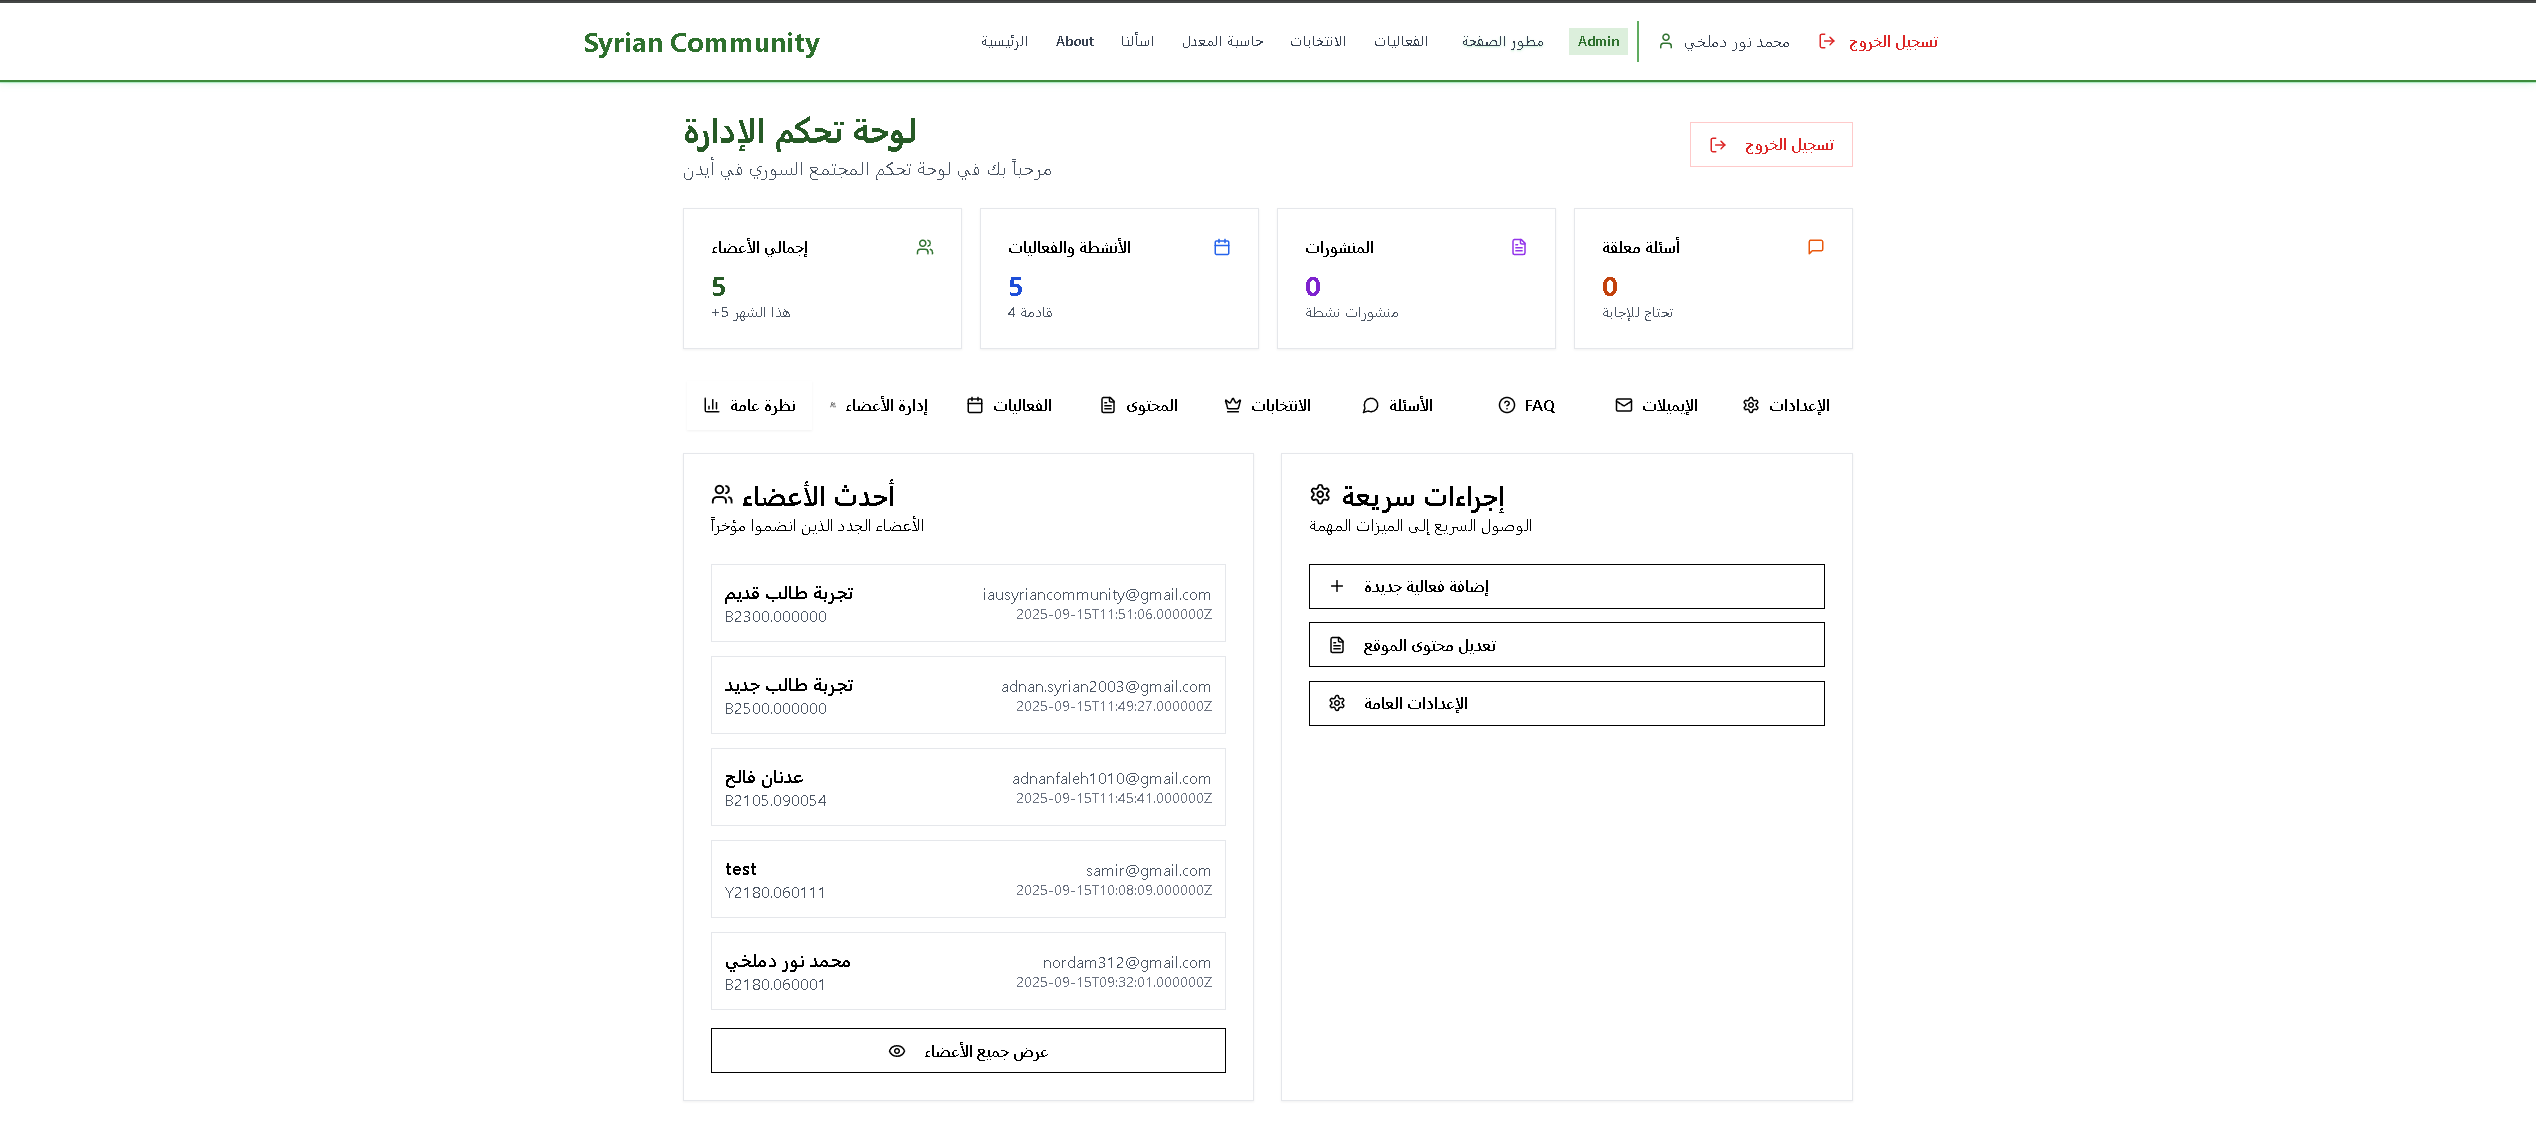 Syrian Community
الرئيسية
About
اسألنا
حاسبة المعدل
الانتخابات
الفعاليات
مطور الصفحة
Admin
محمد نور دملخي
تسجيل الخروج
لوحة تحكم الإدارة
مرحباً بك في لوحة تحكم المجتمع السوري في أيدن
تسجيل الخروج
إجمالي الأعضاء
5
+5 هذا الشهر
الأنشطة والفعاليات
5
4 قادمة
المنشورات
0
منشورات نشطة
أسئلة معلقة
0
تحتاج للإجابة
نظرة عامة
إدارة الأعضاء
الفعاليات
المحتوى
الانتخابات
الأسئلة
FAQ
الإيميلات
الإعدادات
أحدث الأعضاء
الأعضاء الجدد الذين انضموا مؤخراً
تجربة طالب قديم
B2300.000000
iausyriancommunity@gmail.com
2025-09-15T11:51:06.000000Z
تجربة طالب جديد
B2500.000000
adnan.syrian2003@gmail.com
2025-09-15T11:49:27.000000Z
عدنان فالح
B2105.090054
adnanfaleh1010@gmail.com
2025-09-15T11:45:41.000000Z
test
Y2180.060111
samir@gmail.com
2025-09-15T10:08:09.000000Z
محمد نور دملخي
B2180.060001
nordam312@gmail.com
2025-09-15T09:32:01.000000Z
عرض جميع الأعضاء
إجراءات سريعة
الوصول السريع إلى الميزات المهمة
إضافة فعالية جديدة
تعديل محتوى الموقع
الإعدادات العامة